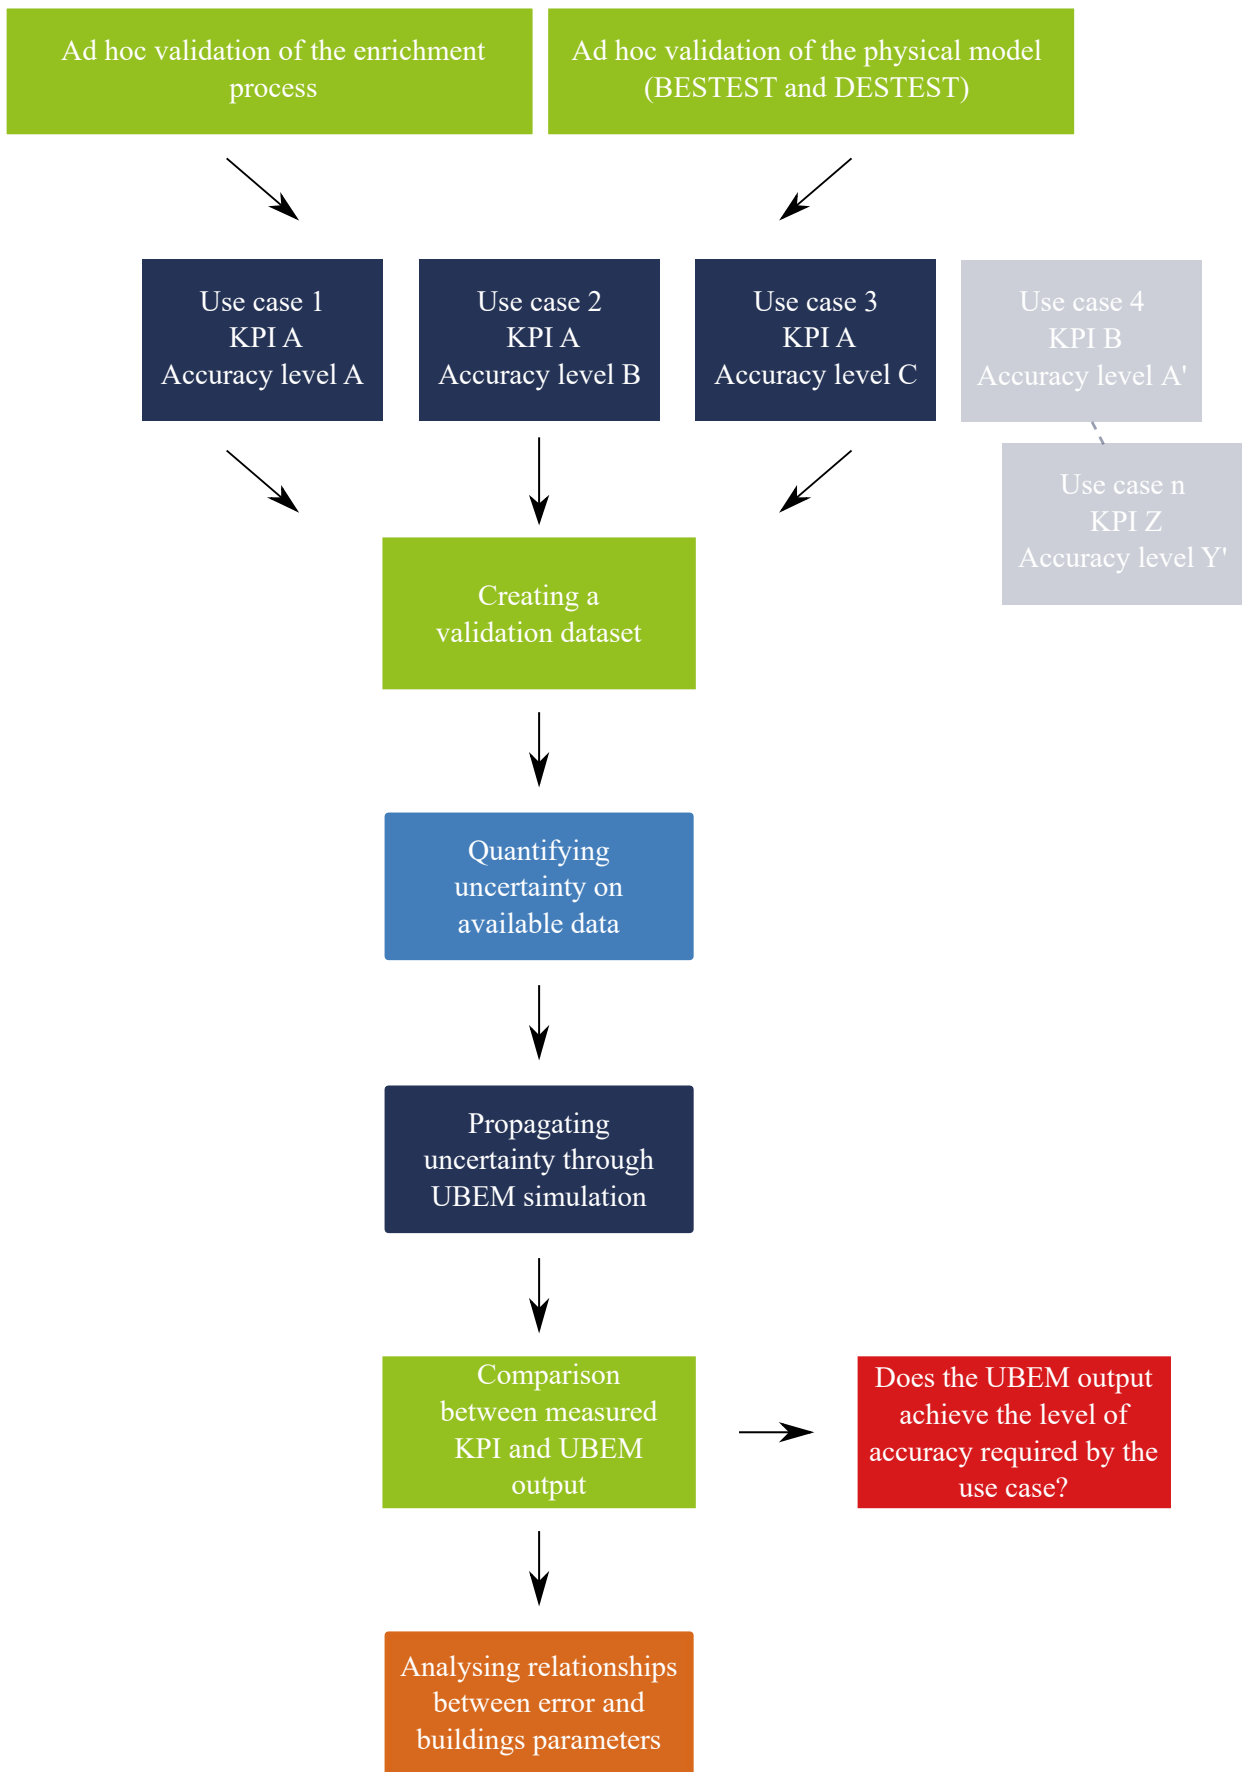 Ad hoc validation of the enrichment
process
Ad hoc validation of the physical model
(BESTEST and DESTEST)
Use case 1
KPI A
Accuracy level A
Use case 2
KPI A
Accuracy level B
Use case 3
KPI A
Accuracy level C
Use case 4
KPI B
Accuracy level A'
Use case n
KPI Z
Accuracy level Y'
Creating a
validation dataset
Quantifying
uncertainty on
available data
Propagating
uncertainty through
UBEM simulation
Comparison
between measured
KPI and UBEM
output
Does the UBEM output
achieve the level of
accuracy required by the
use case?
Analysing relationships
between error and
buildings parameters